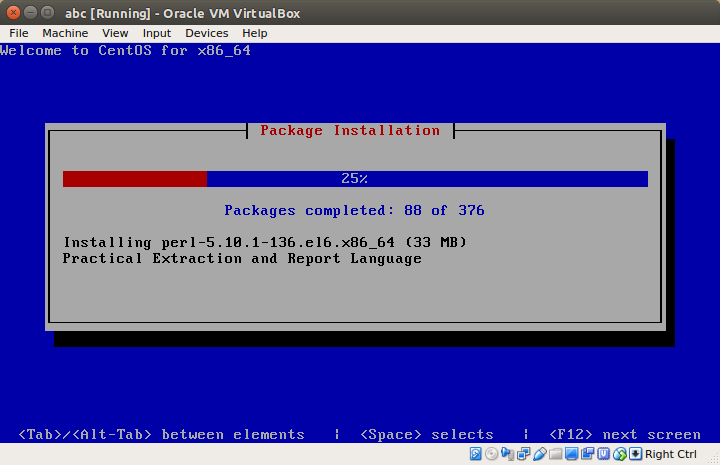 abc [Running] - Oracle VM VirtualBox
File Machine View Input Devices Help
Welcome to CentOS for x86_64
Package Installation
25%
Packages completed: 88 of 376
Installing perl-5.10.1-136.el6.x86_64 (33 MB)
Practical Extraction and Report Language
<Tab>/<Alt-Tab> between elements | <Space> selects | <F12> next screen
Right Ctrl